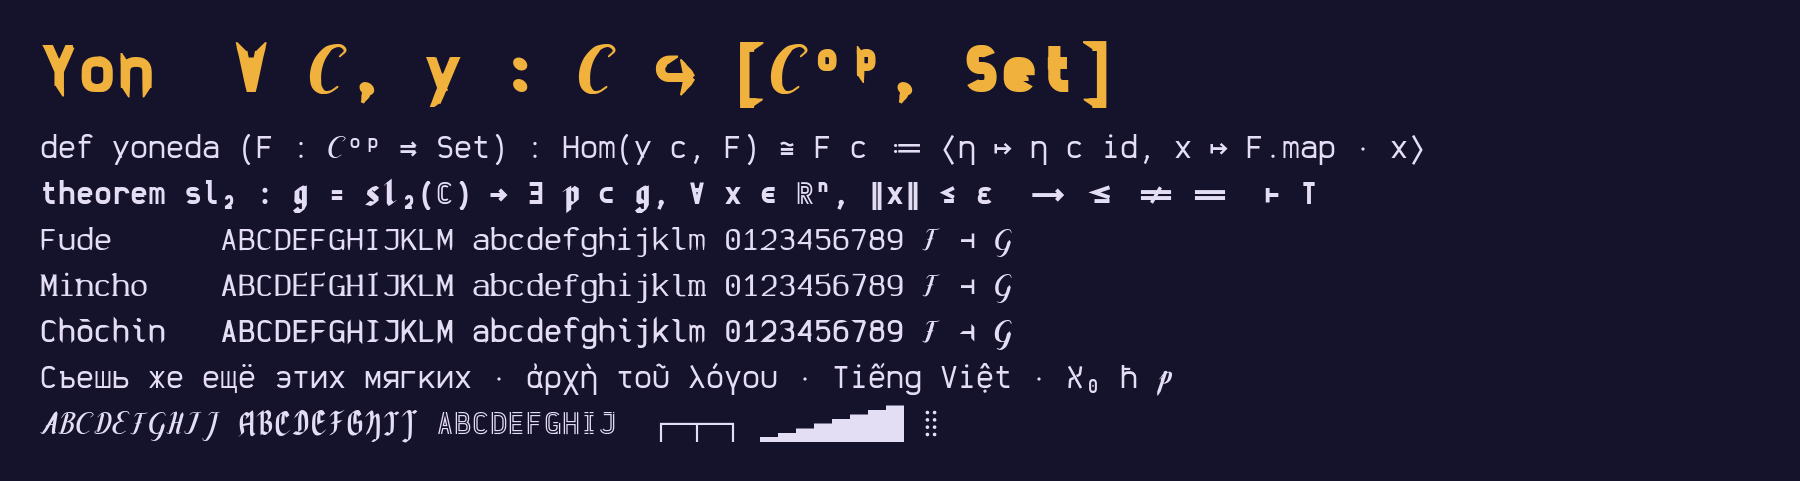 Yon ∀ 𝒞, y : 𝒞 ↪ [𝒞ᵒᵖ, Set]
def yoneda (F : 𝒞ᵒᵖ ⇉ Set) : Hom(y c, F) ≅ F c ≔ ⟨η ↦ η c id, x ↦ F.map · x⟩
theorem sl₂ : 𝖌 = 𝖘𝖑₂(ℂ) → ∃ 𝖕 ⊂ 𝖌, ∀ x ∈ ℝⁿ, ‖x‖ ≤ ε ⟶ ≤ ≠ == ⊢ ⊤
Fude ABCDEFGHIJKLM abcdefghijklm 0123456789 ℱ ⊣ 𝒢
Mincho ABCDEFGHIJKLM abcdefghijklm 0123456789 ℱ ⊣ 𝒢
Chōchin ABCDEFGHIJKLM abcdefghijklm 0123456789 ℱ ⊣ 𝒢
Съешь же ещё этих мягких · ἀρχὴ τοῦ λόγου · Tiếng Việt · ℵ₀ ħ ℘
𝒜ℬ𝒞𝒟ℰℱ𝒢ℋℐ𝒥 𝕬𝕭𝕮𝕯𝕰𝕱𝕲𝕳𝕴𝕵 𝔸𝔹ℂ𝔻𝔼𝔽𝔾ℍ𝕀𝕁 ┌─┬─┐ ▁▂▃▄▅▆▇█ ⣿